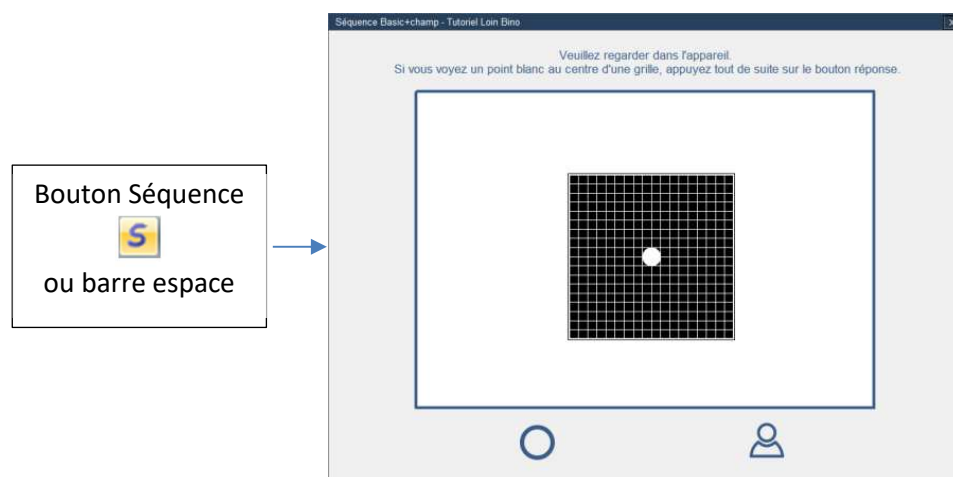 Séquence Basic+champ - Tutoriel Loin Bino
Veuillez regarder dans l'appareil.
Si vous voyez un point blanc au centre d'une grille, appuyez tout de suite sur le bouton réponse.
Bouton Séquence
S
ou barre espace